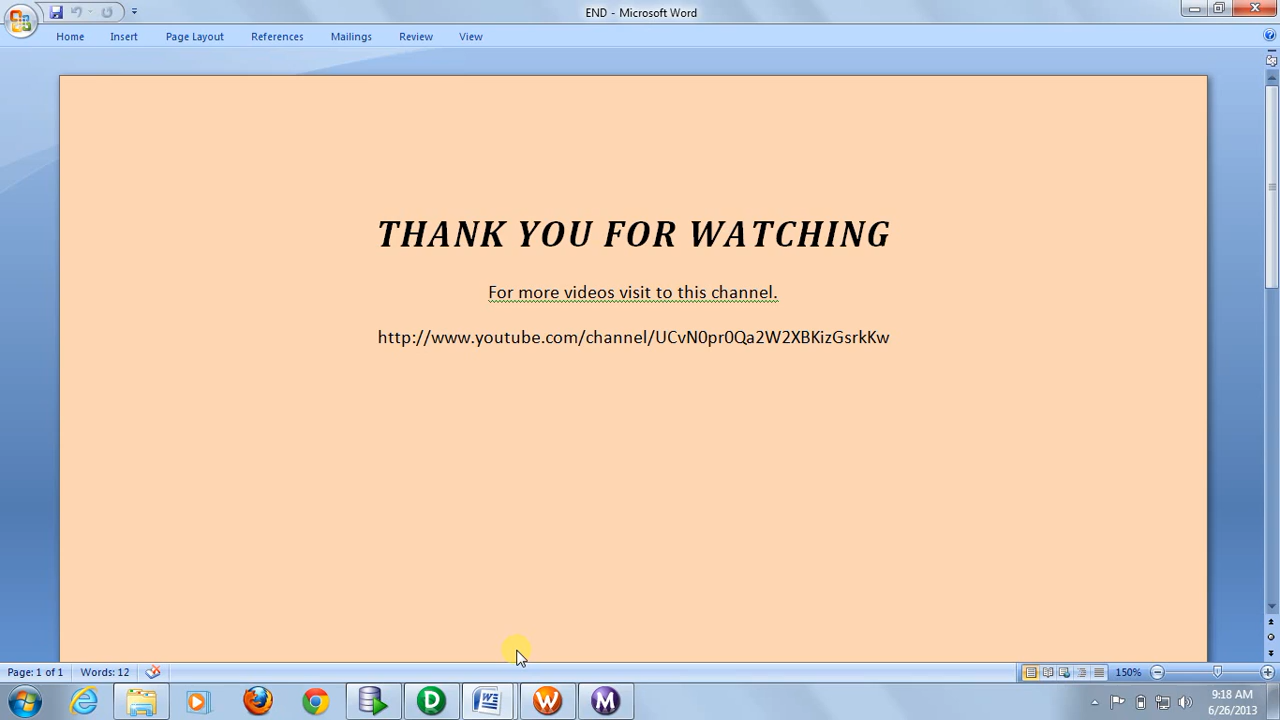 END - Microsoft Word
Home Insert Page Layout References Mailings Review View
THANK YOU FOR WATCHING
For more videos visit to this channel.
http://www.youtube.com/channel/UCvN0pr0Qa2W2XBKizGsrkKw
Page: 1 of 1 Words: 12 150%
D W W M 9:18 AM
6/26/2013